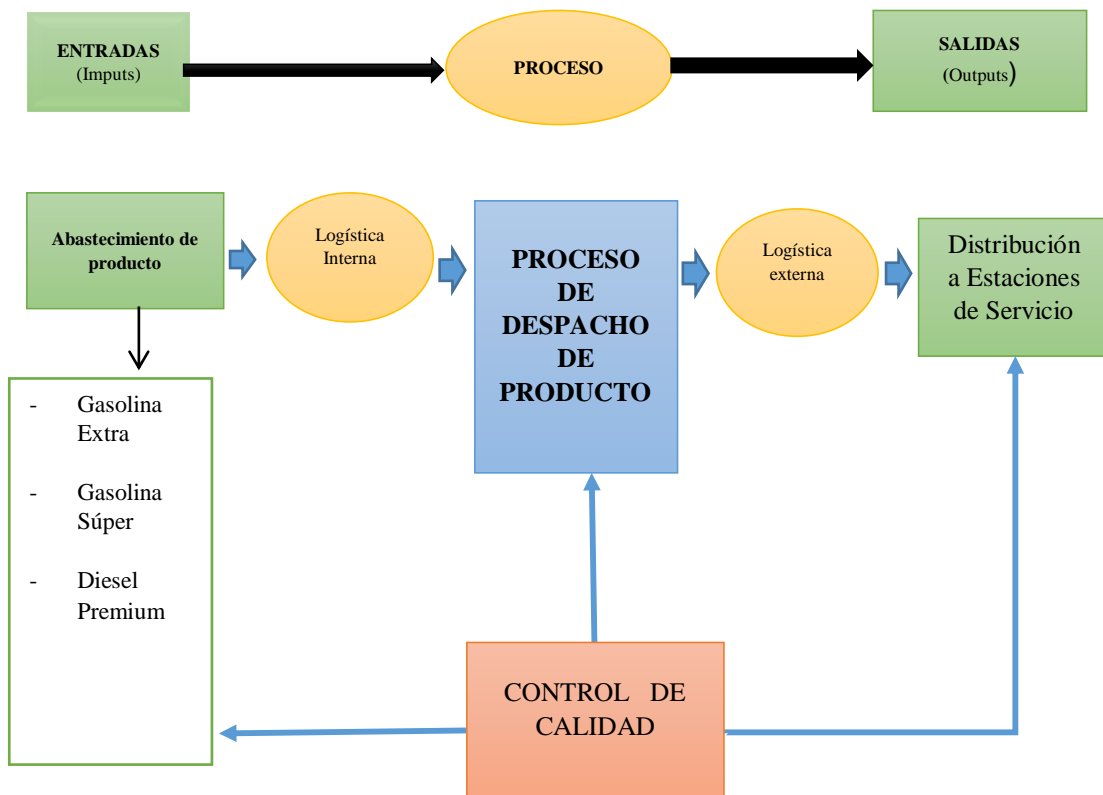 ENTRADAS
(Imputs)
PROCESO
SALIDAS
(Outputs)
Abastecimiento de
producto
Logística
Interna
PROCESO
DE
DESPACHO
DE
PRODUCTO
Logística
externa
Distribución
a Estaciones
de Servicio
- Gasolina
Extra
- Gasolina
Súper
- Diesel
Premium
CONTROL DE
CALIDAD